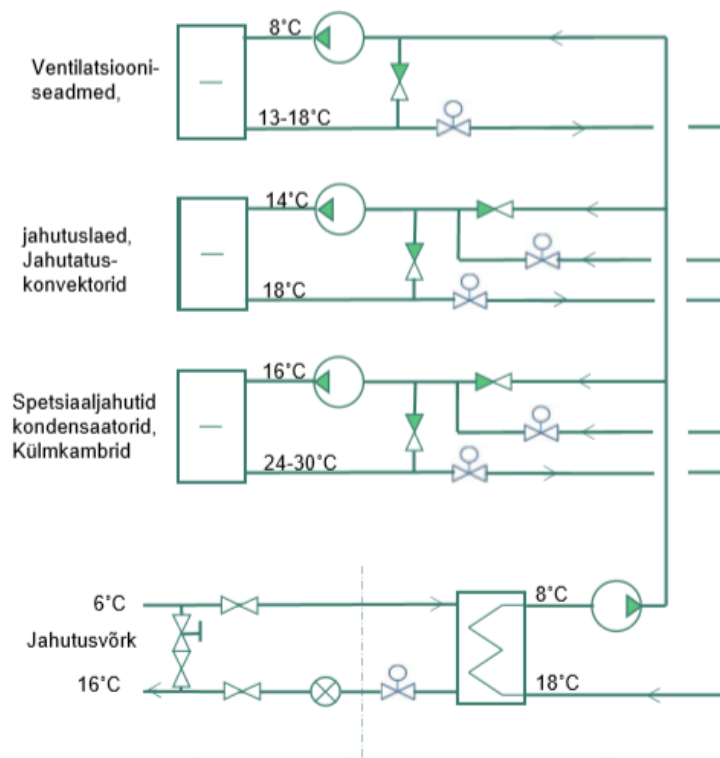 8°C
Ventilatsiooni-
seadmed,
13-18°C
14°C
jahutuslaed,
Jahutatus-
konvektorid
18°C
16°C
Spetsiaaljahutid
kondensaatorid,
Külmkambrid
24-30°C
6°C
8°C
Jahutusvõrk
16°C
18°C